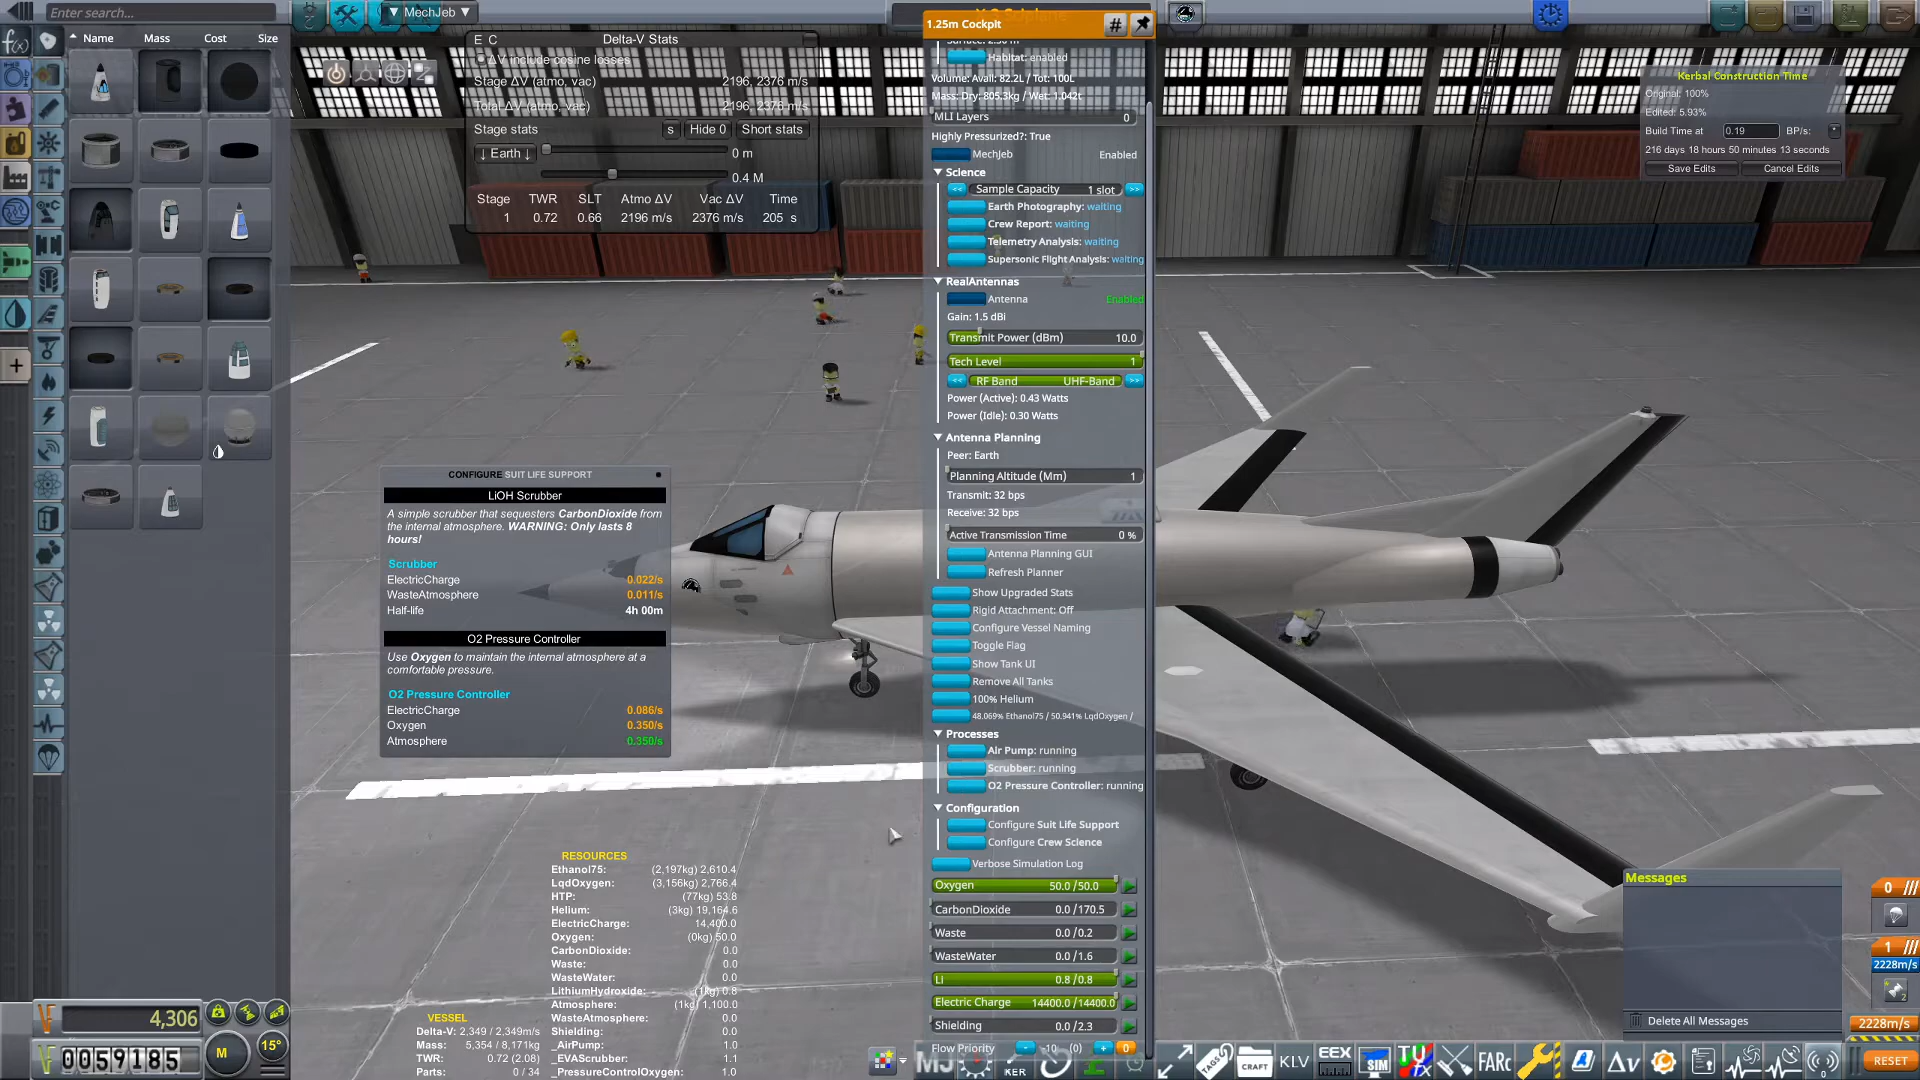 Enter search...
▼ MechJeb ▼
Name Mass Cost Size
E C Delta-V Stats
ΔV include cosine losses
Stage ΔV (atmo, vac) 2196, 2376 m/s
Total ΔV (atmo, vac) 2196, 2376 m/s
Stage stats s Hide 0 Short stats
↓ Earth ↓ 0 m
0.4 M
Stage TWR SLT Atmo ΔV Vac ΔV Time
1 0.72 0.66 2196 m/s 2376 m/s 205 s
1.25m Cockpit #
Habitat: enabled
Volume: Avail: 82.2L / Tot: 100L
Mass: Dry: 805.3kg / Wet: 1.042t
MLI Layers 0
Highly Pressurized?: True
MechJeb Enabled
Science
<< Sample Capacity 1 slot >>
Earth Photography: waiting
Crew Report: waiting
Telemetry Analysis: waiting
Supersonic Flight Analysis: waiting
RealAntennas
Antenna Enabled
Gain: 1.5 dBi
Transmit Power (dBm) 10.0
Tech Level 1
<< RF Band UHF-Band >>
Power (Active): 0.43 Watts
Power (Idle): 0.30 Watts
Antenna Planning
Peer: Earth
Planning Altitude (Mm) 1
Transmit: 32 bps
Receive: 32 bps
Active Transmission Time 0 %
Antenna Planning GUI
Refresh Planner
Show Upgraded Stats
Rigid Attachment: Off
Configure Vessel Naming
Toggle Flag
Show Tank UI
Remove All Tanks
100% Helium
48.069% Ethanol75 / 50.941% LqdOxygen /
Processes
Air Pump: running
Scrubber: running
O2 Pressure Controller: running
Configuration
Configure Suit Life Support
Configure Crew Science
Verbose Simulation Log
Oxygen 50.0 /50.0
CarbonDioxide 0.0 /170.5
Waste 0.0 /0.2
WasteWater 0.0 /1.6
Li 0.8 /0.8
Electric Charge 14400.0 /14400.0
Shielding 0.0 /2.3
Flow Priority - -10 (0) + 0
Kerbal Construction Time
Original: 100%
Edited: 5.93%
Build Time at 0.19 BP/s: *
216 days 18 hours 50 minutes 13 seconds
Save Edits Cancel Edits
CONFIGURE SUIT LIFE SUPPORT
LiOH Scrubber
A simple scrubber that sequesters CarbonDioxide from
the internal atmosphere. WARNING: Only lasts 8
hours!
Scrubber
ElectricCharge 0.022/s
WasteAtmosphere 0.011/s
Half-life 4h 00m
O2 Pressure Controller
Use Oxygen to maintain the internal atmosphere at a
comfortable pressure.
O2 Pressure Controller
ElectricCharge 0.086/s
Oxygen 0.350/s
Atmosphere 0.350/s
RESOURCES
Ethanol75: (2,197kg) 2,610.4
LqdOxygen: (3,156kg) 2,766.4
HTP: (77kg) 53.8
Helium: (3kg) 19,164.6
ElectricCharge: 14,400.0
Oxygen: (0kg) 50.0
CarbonDioxide: 0.0
Waste: 0.0
WasteWater: 0.0
LithiumHydroxide: (1kg) 0.8
Atmosphere: (1kg) 1,100.0
WasteAtmosphere: 0.0
Shielding: 0.0
_AirPump: 1.0
_EVAScrubber: 1.1
_PressureControlOxygen: 1.0
VESSEL
Delta-V: 2,349 / 2,349m/s
Mass: 5,354 / 8,171kg
TWR: 0.72 (2.08)
Parts: 0 / 34
4,306
0059185
M
15°
Messages
Delete All Messages
0
1
2228m/s
2
2228m/s
MJ KER TAGS CRAFT KLV EEX SIM FARc Δv RESET